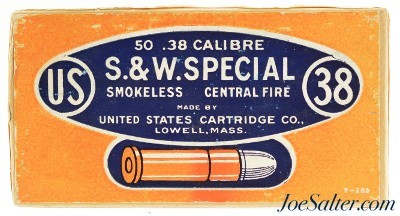 50 .38 CALIBRE
US S.&W. SPECIAL 38
SMOKELESS CENTRAL FIRE
MADE BY
UNITED STATES CARTRIDGE CO.,
LOWELL, MASS.
JoeSalter.com